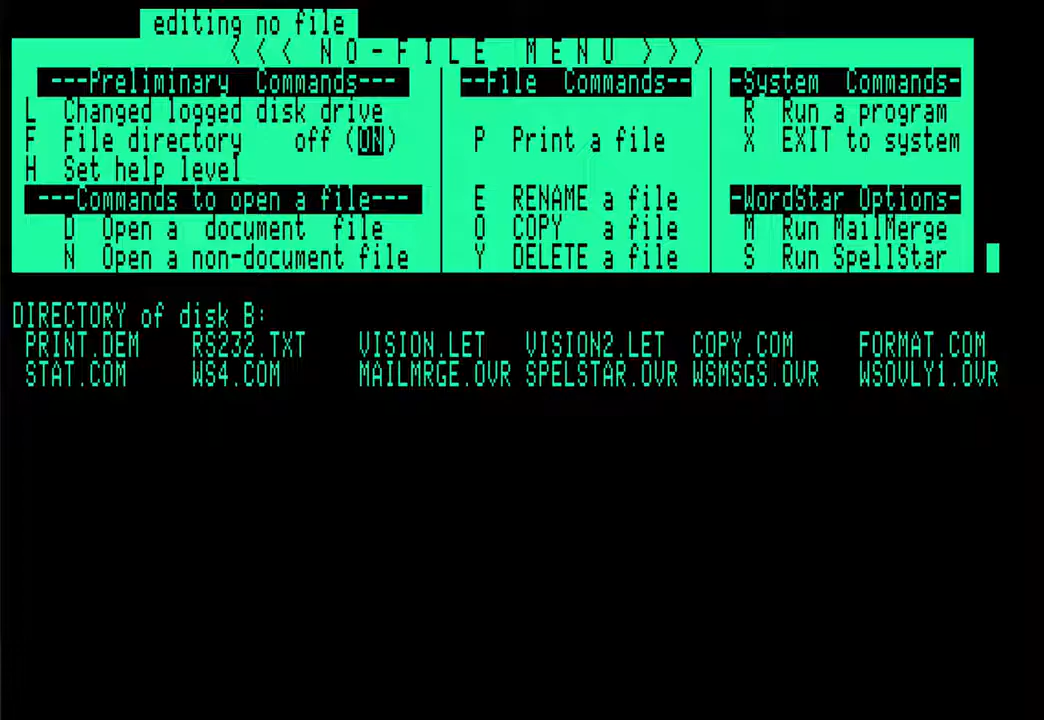 editing no file
< < < N O - F I L E M E N U > > >
---Preliminary Commands--- | --File Commands-- | -System Commands-
L Changed logged disk drive | | R Run a program
F File directory off (ON) | P Print a file | X EXIT to system
H Set help level | |
---Commands to open a file--- | E RENAME a file | -WordStar Options-
D Open a document file | O COPY a file | M Run MailMerge
N Open a non-document file | Y DELETE a file | S Run SpellStar
DIRECTORY of disk B:
PRINT.DEM RS232.TXT VISION.LET VISION2.LET COPY.COM FORMAT.COM
STAT.COM WS4.COM MAILMRGE.OVR SPELSTAR.OVR WSMSGS.OVR WSOVLY1.OVR